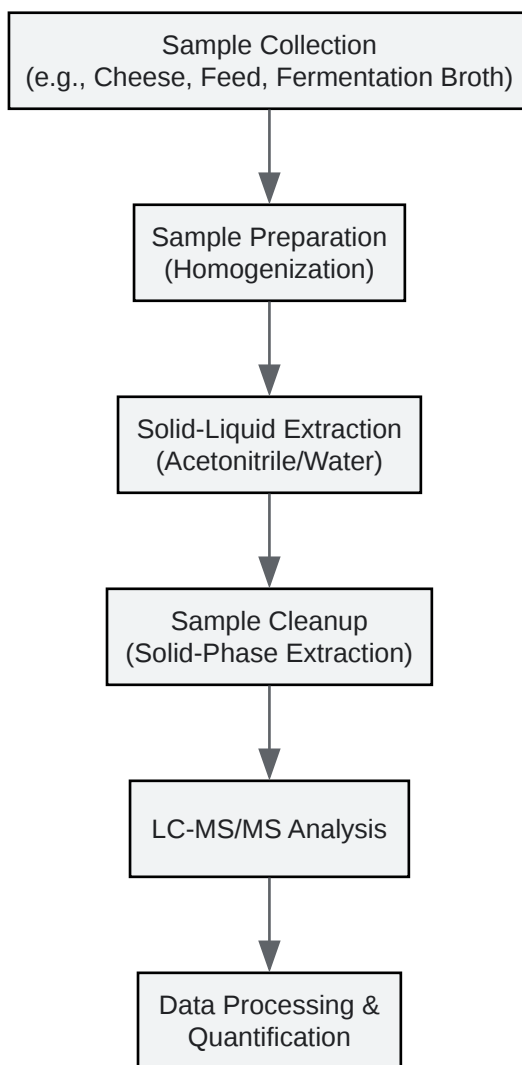 Sample Collection
(e.g., Cheese, Feed, Fermentation Broth)
Sample Preparation
(Homogenization)
Solid-Liquid Extraction
(Acetonitrile/Water)
Sample Cleanup
(Solid-Phase Extraction)
LC-MS/MS Analysis
Data Processing &
Quantification